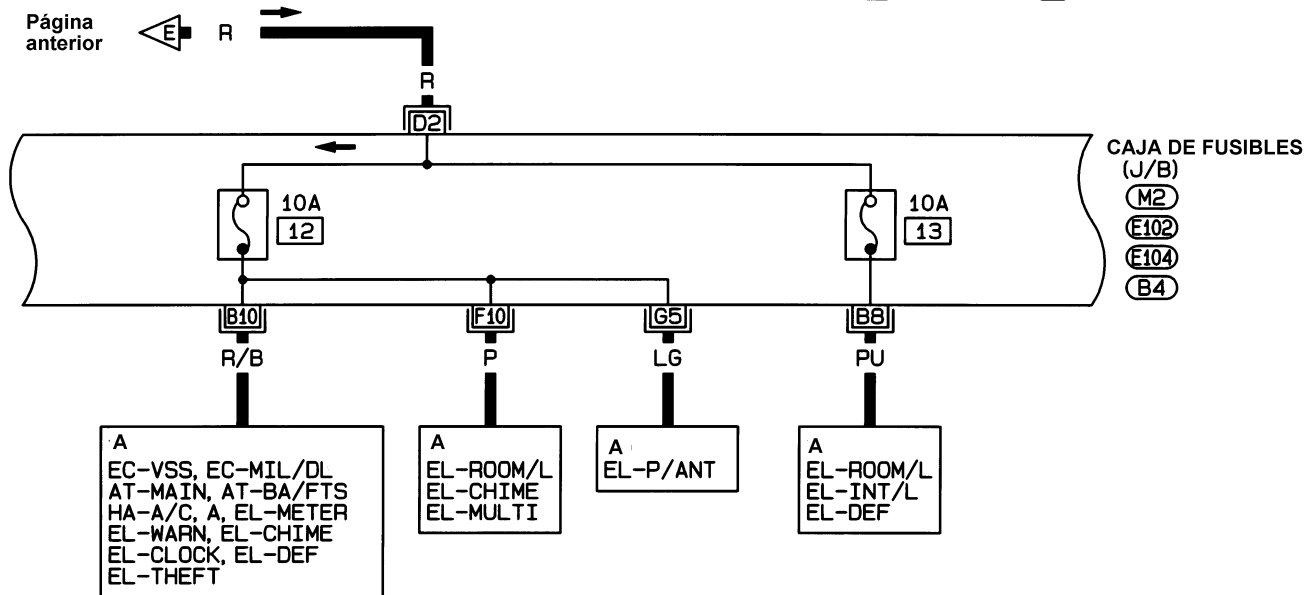 Página
anterior
E
R
R
D2
CAJA DE FUSIBLES
(J/B)
M2
E102
E104
B4
10A
12
10A
13
B10
F10
G5
B8
R/B
P
LG
PU
A
EC-VSS, EC-MIL/DL
AT-MAIN, AT-BA/FTS
HA-A/C, A, EL-METER
EL-WARN, EL-CHIME
EL-CLOCK, EL-DEF
EL-THEFT
A
EL-ROOM/L
EL-CHIME
EL-MULTI
A
EL-P/ANT
A
EL-ROOM/L
EL-INT/L
EL-DEF